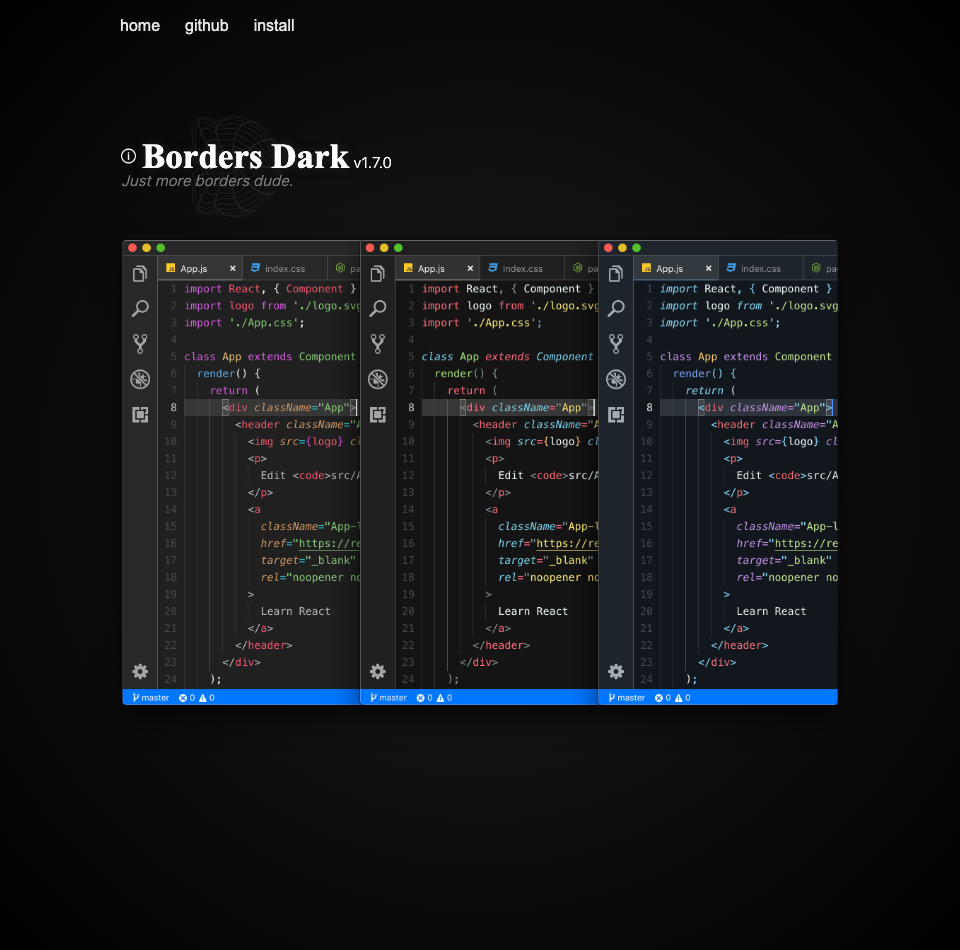 home github install
Borders Dark v1.7.0
Just more borders dude.
App.js × index.css pa
1 import React, { Component }
2 import logo from './logo.svg
3 import './App.css';
4
5 class App extends Component
6 render() {
7 return (
8 <div className="App">
9 <header className="A
10 <img src={logo} cl
11 <p>
12 Edit <code>src/A
13 </p>
14 <a
15 className="App-l
16 href="https://re
17 target="_blank"
18 rel="noopener no
19 >
20 Learn React
21 </a>
22 </header>
23 </div>
24 );
master 0 0
App.js × index.css pa
1 import React, { Component }
2 import logo from './logo.svg
3 import './App.css';
4
5 class App extends Component
6 render() {
7 return (
8 <div className="App">
9 <header className="A
10 <img src={logo} cl
11 <p>
12 Edit <code>src/A
13 </p>
14 <a
15 className="App-l
16 href="https://re
17 target="_blank"
18 rel="noopener no
19 >
20 Learn React
21 </a>
22 </header>
23 </div>
24 );
master 0 0
App.js × index.css pa
1 import React, { Component }
2 import logo from './logo.svg
3 import './App.css';
4
5 class App extends Component
6 render() {
7 return (
8 <div className="App">
9 <header className="A
10 <img src={logo} cl
11 <p>
12 Edit <code>src/A
13 </p>
14 <a
15 className="App-l
16 href="https://re
17 target="_blank"
18 rel="noopener no
19 >
20 Learn React
21 </a>
22 </header>
23 </div>
24 );
master 0 0